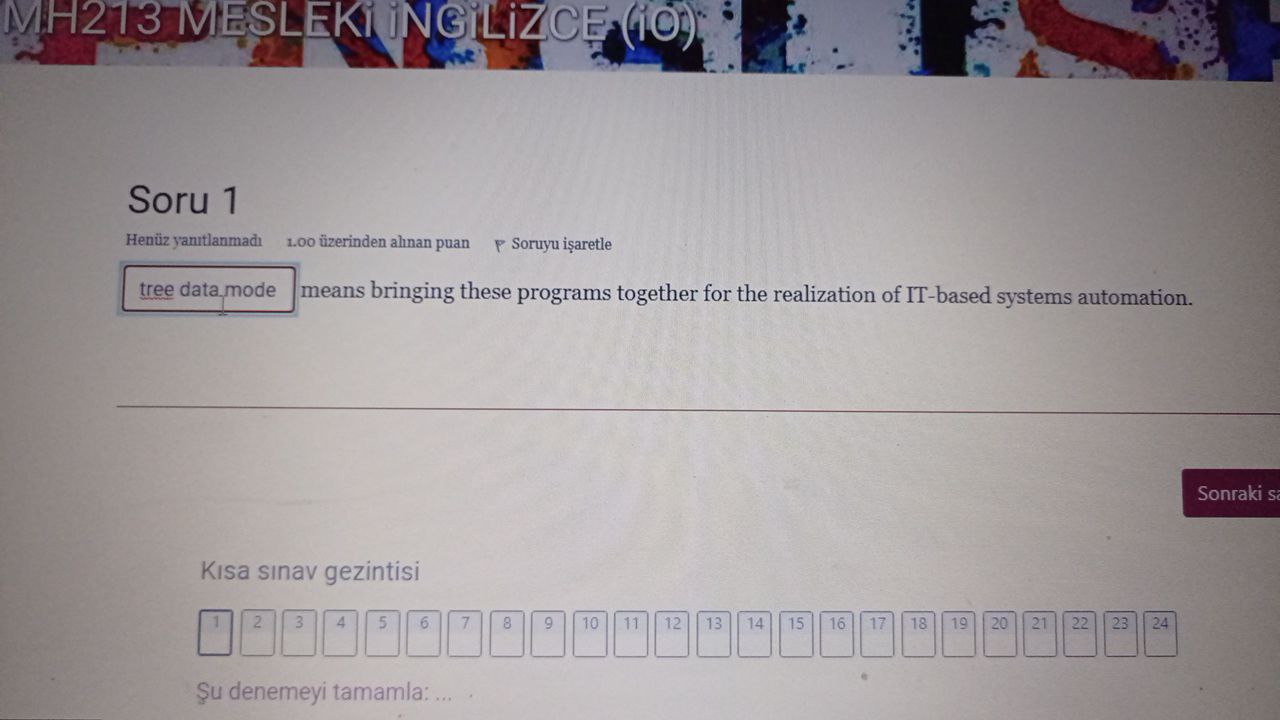 MH213 MESLEKİ İNGİLİZCE (İÖ)
Soru 1
Henüz yanıtlanmadı 1.00 üzerinden alınan puan Soruyu işaretle
tree data mode means bringing these programs together for the realization of IT-based systems automation.
Sonraki
Kısa sınav gezintisi
1 2 3 4 5 6 7 8 9 10 11 12 13 14 15 16 17 18 19 20 21 22 23 24
Şu denemeyi tamamla: ...